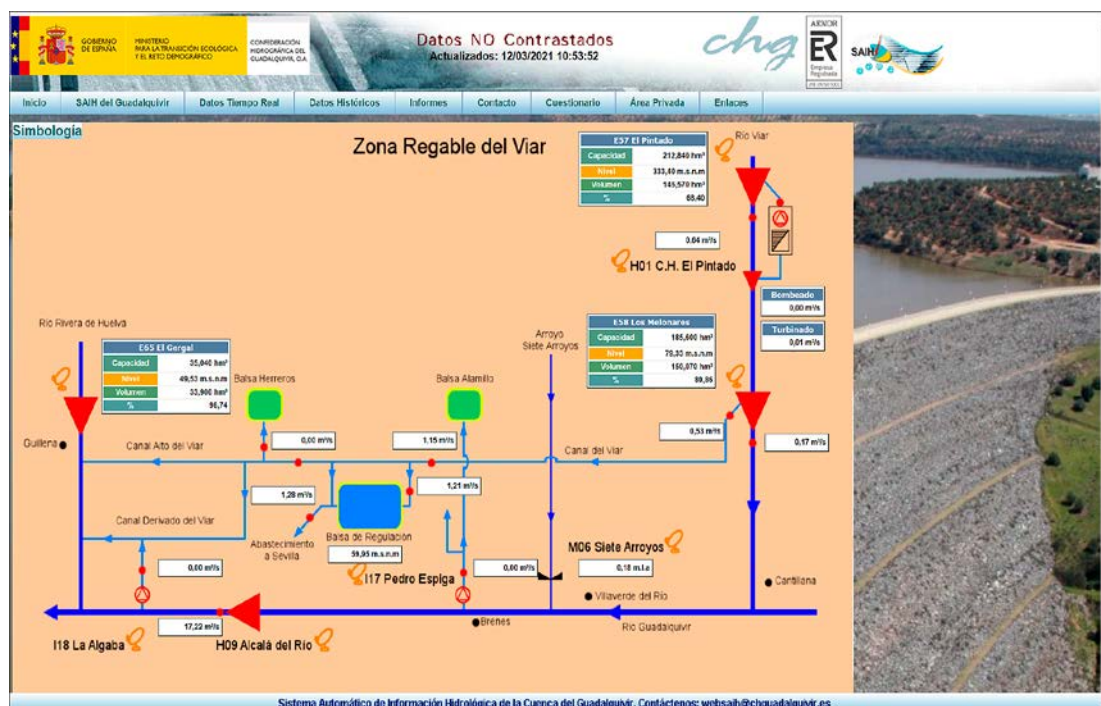 GOBIERNO
DE ESPAÑA
MINISTERIO
PARA LA TRANSICIÓN ECOLÓGICA
Y EL RETO DEMOGRÁFICO
CONFEDERACIÓN
HIDROGRÁFICA DEL
GUADALQUIVIR, O.A.
Datos NO Contrastados
Actualizados: 12/03/2021 10:53:52
chg
AENOR
ER
Empresa
Registrada
SAIH
Inicio
SAIH del Guadalquivir
Datos Tiempo Real
Datos Históricos
Informes
Contacto
Cuestionario
Área Privada
Enlaces
Simbología
Zona Regable del Viar
E57 El Pintado
Capacidad 212,840 hm³
Nivel 333,40 m.s.n.m
Volumen 145,570 hm³
% 68,40
Río Viar
0,04 m³/s
H01 C.H. El Pintado
Bombeado
0,00 m³/s
Turbinado
0,01 m³/s
Río Rivera de Huelva
E65 El Gergal
Capacidad 35,040 hm³
Nivel 49,53 m.s.n.m
Volumen 33,900 hm³
% 96,74
Arroyo
Siete Arroyos
E58 Los Melonares
Capacidad 185,600 hm³
Nivel
Volumen
%
Balsa Herreros
Balsa Alamillo
Guillena
Canal Alto del Viar
0,00 m³/s
1,15 m³/s
Canal del Viar
0,53 m³/s
0,17 m³/s
1,28 m³/s
1,21 m³/s
Canal Derivado del Viar
Abastecimiento
a Sevilla
Balsa de Regulación
59,95 m.s.n.m
M06 Siete Arroyos
0,00 m³/s
I17 Pedro Espiga
0,00 m³/s
0,18 m.l.e
Cantillana
Villaverde del Río
17,22 m³/s
Brenes
Río Guadalquivir
I18 La Algaba
H09 Alcalá del Río
Sistema Automático de Información Hidrológica de la Cuenca del Guadalquivir. Contáctenos: websaih@chguadalquivir.es